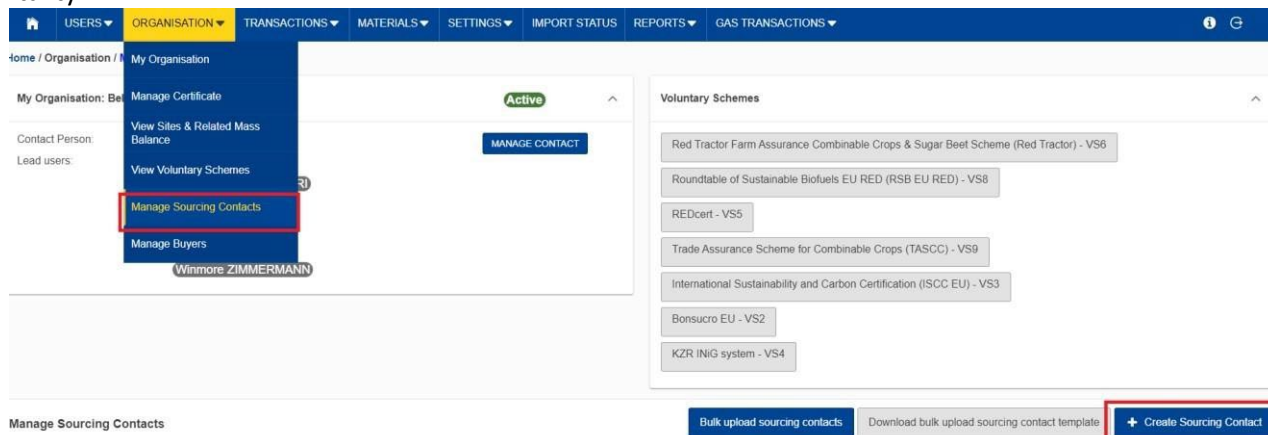 USERS ORGANISATION TRANSACTIONS MATERIALS SETTINGS IMPORT STATUS REPORTS GAS TRANSACTIONS
Home / Organisation /
My Organisation
Manage Certificate
View Sites & Related Mass
Balance
View Voluntary Schemes
Manage Sourcing Contacts
Manage Buyers
My Organisation: Bel
Active
Contact Person:
MANAGE CONTACT
Lead users:
Winmore ZIMMERMANN
Voluntary Schemes
Red Tractor Farm Assurance Combinable Crops & Sugar Beet Scheme (Red Tractor) - VS6
Roundtable of Sustainable Biofuels EU RED (RSB EU RED) - VS8
REDcert - VS5
Trade Assurance Scheme for Combinable Crops (TASCC) - VS9
International Sustainability and Carbon Certification (ISCC EU) - VS3
Bonsucro EU - VS2
KZR INiG system - VS4
Manage Sourcing Contacts
Bulk upload sourcing contacts
Download bulk upload sourcing contact template
+ Create Sourcing Contact